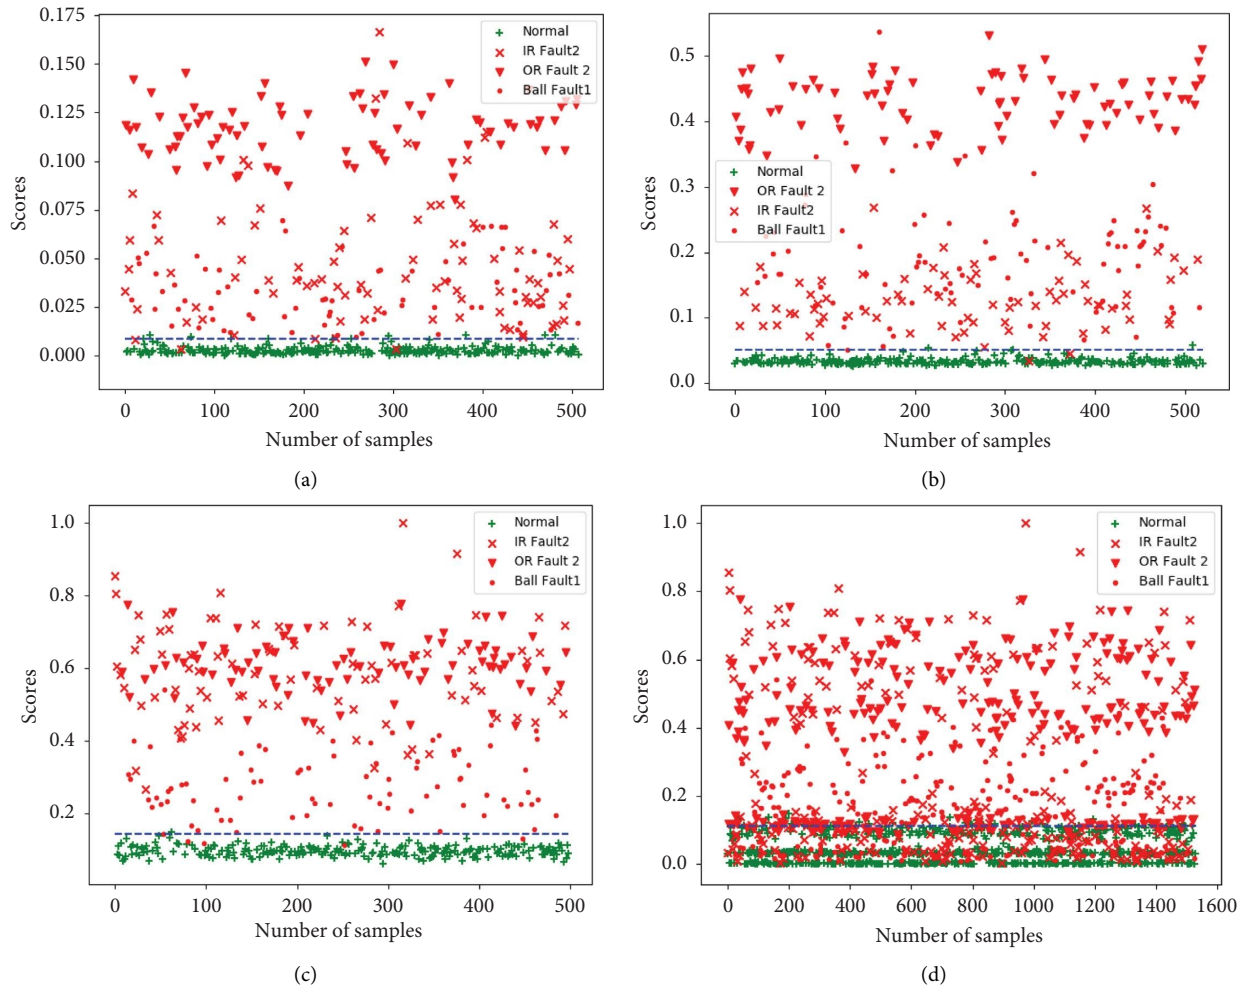 0.175
0.150
0.125
0.100
0.075
0.050
0.025
0.000
Scores
0 100 200 300 400 500
Number of samples
Normal
IR Fault2
OR Fault 2
Ball Fault1
(a)
0.5
0.4
0.3
0.2
0.1
0.0
Scores
0 100 200 300 400 500
Number of samples
Normal
OR Fault 2
IR Fault2
Ball Fault1
(b)
1.0
0.8
0.6
0.4
0.2
Scores
0 100 200 300 400 500
Number of samples
Normal
IR Fault2
OR Fault 2
Ball Fault1
(c)
1.0
0.8
0.6
0.4
0.2
0.0
Scores
0 200 400 600 800 1000 1200 1400 1600
Number of samples
Normal
IR Fault2
OR Fault 2
Ball Fault1
(d)